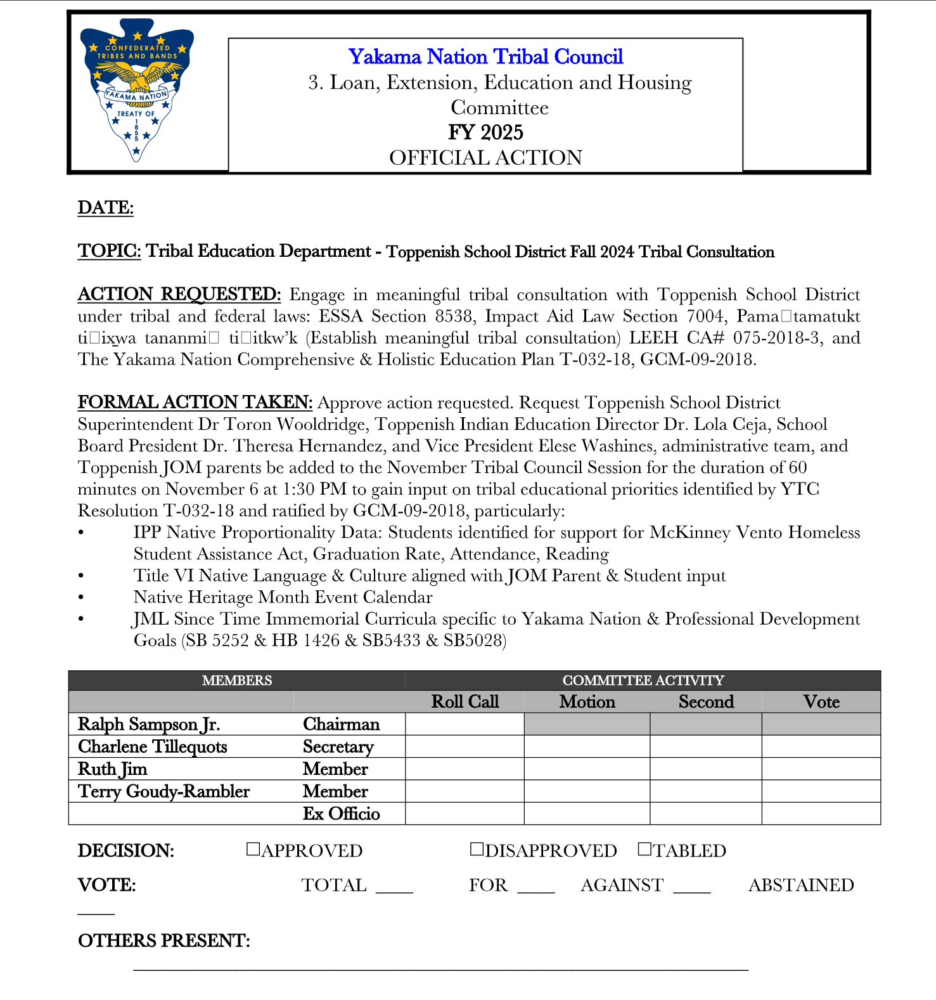 CONFEDERATED
TRIBES AND BANDS
YAKAMA NATION
TREATY OF
1
8
5
5
Yakama Nation Tribal Council
3. Loan, Extension, Education and Housing
Committee
FY 2025
OFFICIAL ACTION
DATE:
TOPIC: Tribal Education Department - Toppenish School District Fall 2024 Tribal Consultation
ACTION REQUESTED: Engage in meaningful tribal consultation with Toppenish School District
under tribal and federal laws: ESSA Section 8538, Impact Aid Law Section 7004, Pama□tamatukt
ti□ix̲wa tananmi□ ti□itkw’k (Establish meaningful tribal consultation) LEEH CA# 075-2018-3, and
The Yakama Nation Comprehensive & Holistic Education Plan T-032-18, GCM-09-2018.
FORMAL ACTION TAKEN: Approve action requested. Request Toppenish School District
Superintendent Dr Toron Wooldridge, Toppenish Indian Education Director Dr. Lola Ceja, School
Board President Dr. Theresa Hernandez, and Vice President Elese Washines, administrative team, and
Toppenish JOM parents be added to the November Tribal Council Session for the duration of 60
minutes on November 6 at 1:30 PM to gain input on tribal educational priorities identified by YTC
Resolution T-032-18 and ratified by GCM-09-2018, particularly:
• IPP Native Proportionality Data: Students identified for support for McKinney Vento Homeless
Student Assistance Act, Graduation Rate, Attendance, Reading
• Title VI Native Language & Culture aligned with JOM Parent & Student input
• Native Heritage Month Event Calendar
• JML Since Time Immemorial Curricula specific to Yakama Nation & Professional Development
Goals (SB 5252 & HB 1426 & SB5433 & SB5028)
MEMBERS COMMITTEE ACTIVITY
Roll Call Motion Second Vote
Ralph Sampson Jr. Chairman
Charlene Tillequots Secretary
Ruth Jim Member
Terry Goudy-Rambler Member
Ex Officio
DECISION: ☐APPROVED ☐DISAPPROVED ☐TABLED
VOTE: TOTAL ____ FOR ____ AGAINST ____ ABSTAINED
____
OTHERS PRESENT:
_________________________________________________________________